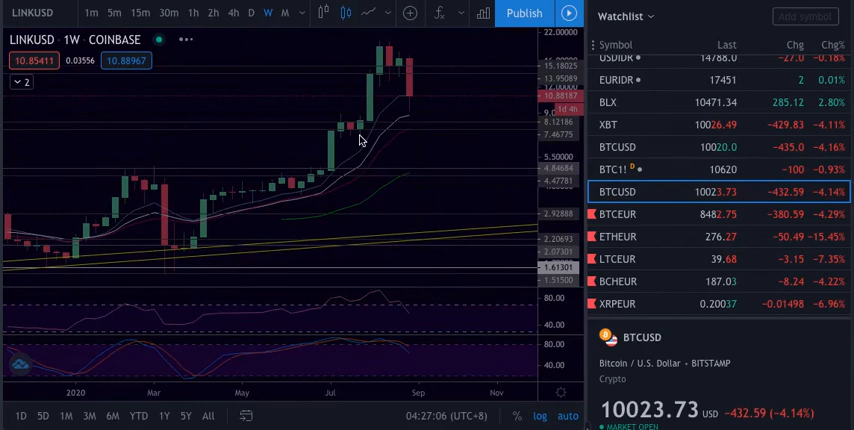 LINKUSD 1m 5m 15m 30m 1h 2h 4h D W M Publish
LINKUSD · 1W · COINBASE
10.85411 0.03556 10.88967
2
22.00000
15.18025
13.95089
12.00000
10.88187
1d 4h
8.12186
7.46775
5.50000
4.84684
4.47781
2.92888
2.20693
2.07301
1.61301
1.51500
80.00
40.00
80.00
40.00
2020 Mar May Jul Sep Nov
1D 5D 1M 3M 6M YTD 1Y 5Y All 04:27:06 (UTC+8) % log auto
Watchlist Add symbol
Symbol Last Chg Chg%
USDIDR 14788.0 -27.0 -0.18%
EURIDR 17451 2 0.01%
BLX 10471.34 285.12 2.80%
XBT 10026.49 -429.83 -4.11%
BTCUSD 10020.0 -435.0 -4.16%
BTC1! D 10620 -100 -0.93%
BTCUSD 10023.73 -432.59 -4.14%
BTCEUR 8482.75 -380.59 -4.29%
ETHEUR 276.27 -50.49 -15.45%
LTCEUR 39.68 -3.15 -7.35%
BCHEUR 187.03 -8.24 -4.22%
XRPEUR 0.20037 -0.01498 -6.96%
BTCUSD
Bitcoin / U.S. Dollar · BITSTAMP
Crypto
10023.73 USD -432.59 (-4.14%)
MARKET OPEN